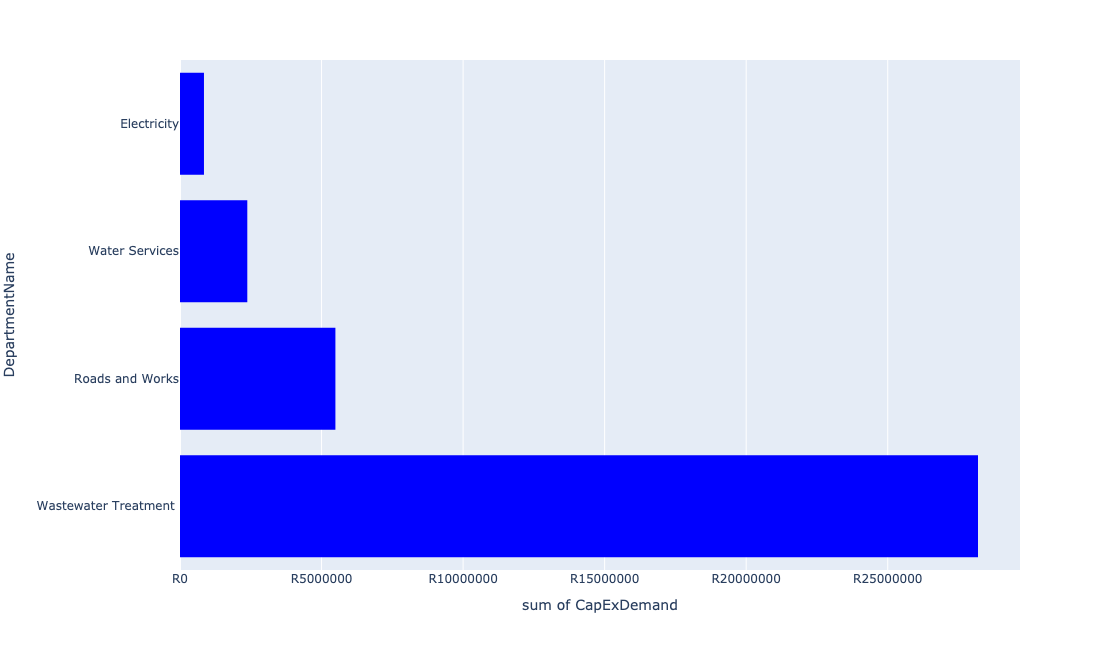 DepartmentName
Electricity
Water Services
Roads and Works
Wastewater Treatment
R0
R5000000
R10000000
R15000000
R20000000
R25000000
sum of CapExDemand